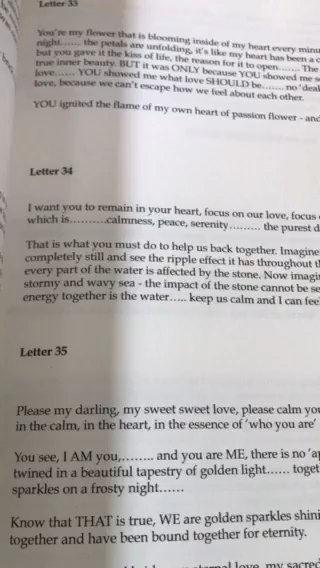 Letter 33
You're my flower that is blooming inside of my heart every
night...... the petals are unfolding, it's like my heart has been a
but you gave it the kiss of life, the reason for it to open....... The
true inner beauty. BUT it was ONLY because YOU showed me
love...... YOU showed me what love SHOULD be....... no
love, because we can't escape how we feel about each other.
YOU ignited the flame of my own heart of passion flower - and
Letter 34
I want you to remain in your heart, focus on our love, focus
which is..........calmness, peace, serenity......... the purest
That is what you must do to help us back together. Imagine
completely still and see the ripple effect it has throughout
every part of the water is affected by the stone. Now
stormy and wavy sea - the impact of the stone cannot be
energy together is the water..... keep us calm and I can
Letter 35
Please my darling, my sweet sweet love, please calm
in the calm, in the heart, in the essence of 'who you are'
You see, I AM you,........ and you are ME, there is no
twined in a beautiful tapestry of golden light......
sparkles on a frosty night......
Know that THAT is true, WE are golden sparkles
together and have been bound together for eternity.
love, my